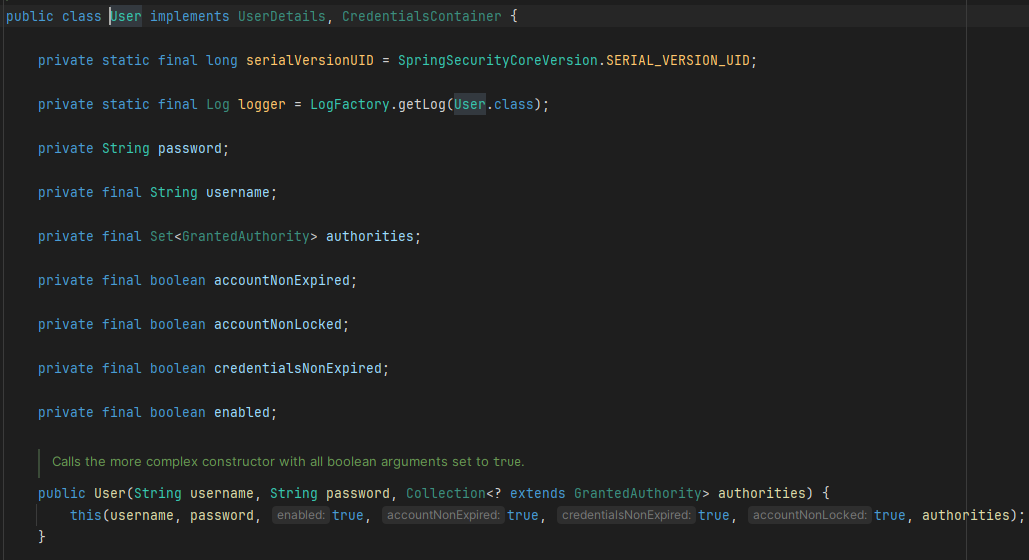 public class User implements UserDetails, CredentialsContainer {
private static final long serialVersionUID = SpringSecurityCoreVersion.SERIAL_VERSION_UID;
private static final Log logger = LogFactory.getLog(User.class);
private String password;
private final String username;
private final Set<GrantedAuthority> authorities;
private final boolean accountNonExpired;
private final boolean accountNonLocked;
private final boolean credentialsNonExpired;
private final boolean enabled;
Calls the more complex constructor with all boolean arguments set to true.
public User(String username, String password, Collection<? extends GrantedAuthority> authorities) {
this(username, password, enabled: true, accountNonExpired: true, credentialsNonExpired: true, accountNonLocked: true, authorities);
}